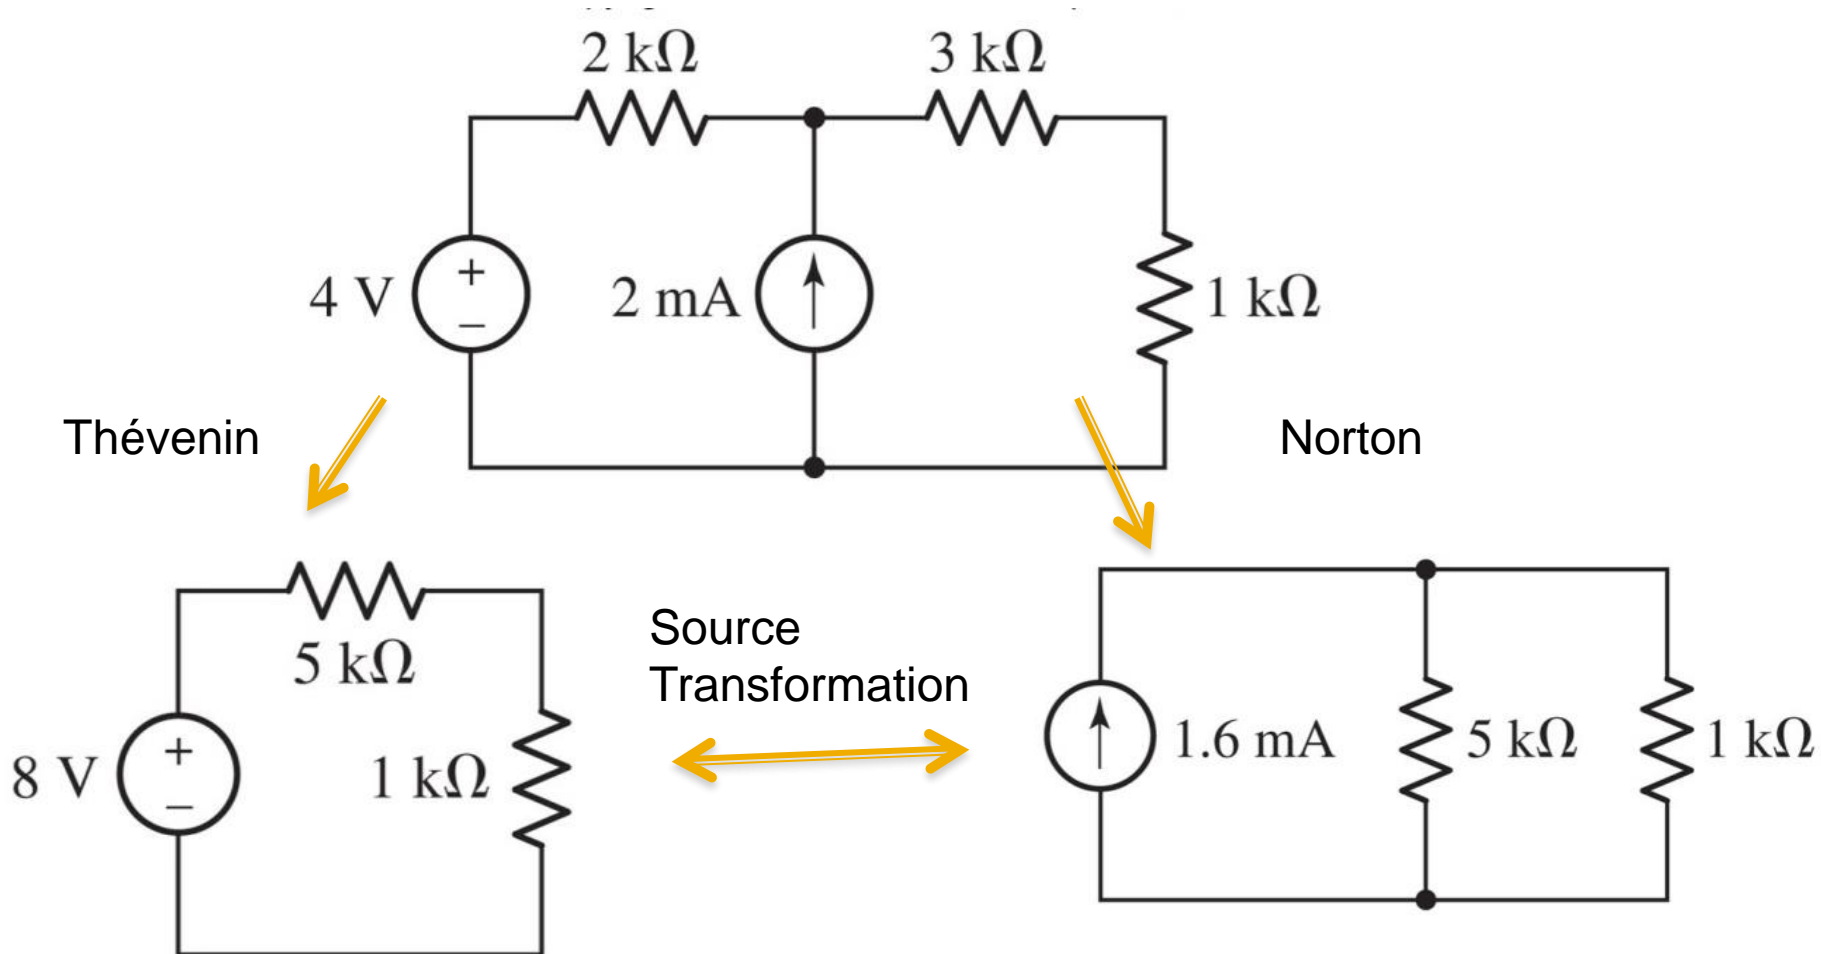 2 kΩ
3 kΩ
4 V
+
−
2 mA
1 kΩ
Thévenin
Norton
5 kΩ
8 V
+
−
1 kΩ
Source
Transformation
1.6 mA
5 kΩ
1 kΩ